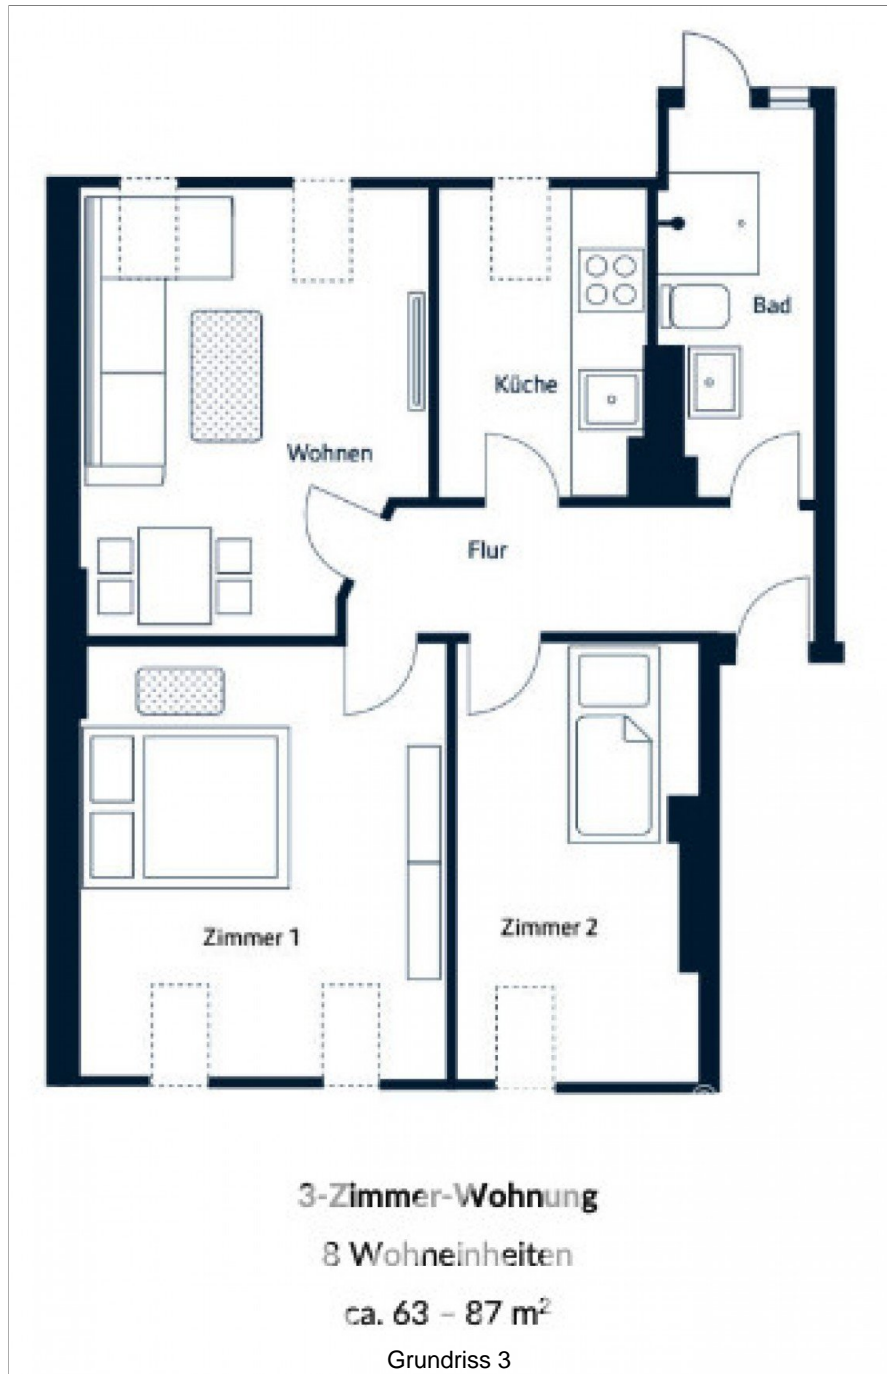 Bad
Küche
Wohnen
Flur
Zimmer 1
Zimmer 2
3-Zimmer-Wohnung
8 Wohneinheiten
ca. 63 – 87 m²
Grundriss 3